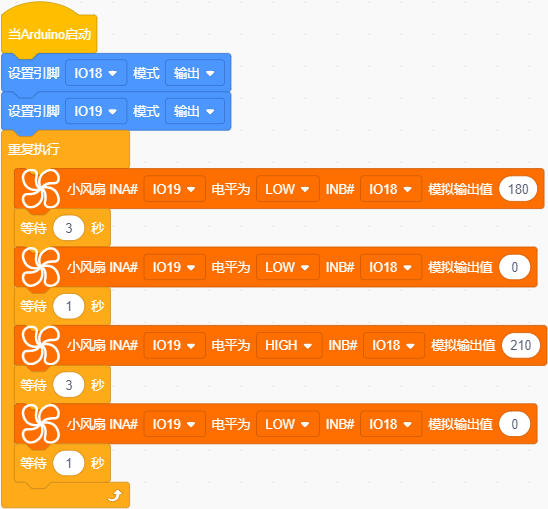 当Arduino启动
设置引脚 IO18 模式 输出
设置引脚 IO19 模式 输出
重复执行
小风扇 INA# IO19 电平为 LOW INB# IO18 模拟输出值 180
等待 3 秒
小风扇 INA# IO19 电平为 LOW INB# IO18 模拟输出值 0
等待 1 秒
小风扇 INA# IO19 电平为 HIGH INB# IO18 模拟输出值 210
等待 3 秒
小风扇 INA# IO19 电平为 LOW INB# IO18 模拟输出值 0
等待 1 秒